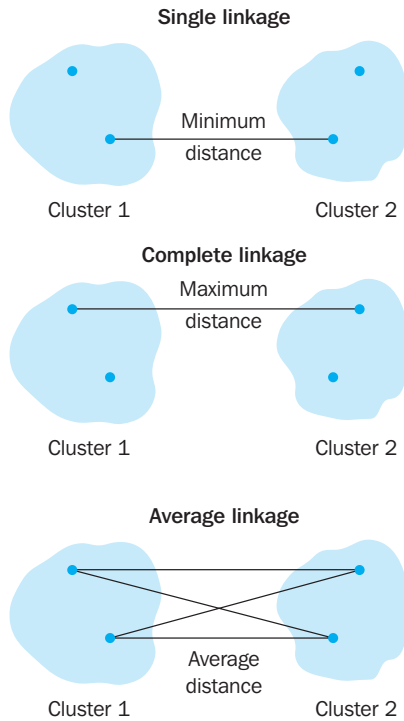 Single linkage
Minimum
distance
Cluster 1 Cluster 2
Complete linkage
Maximum
distance
Cluster 1 Cluster 2
Average linkage
Average
distance
Cluster 1 Cluster 2